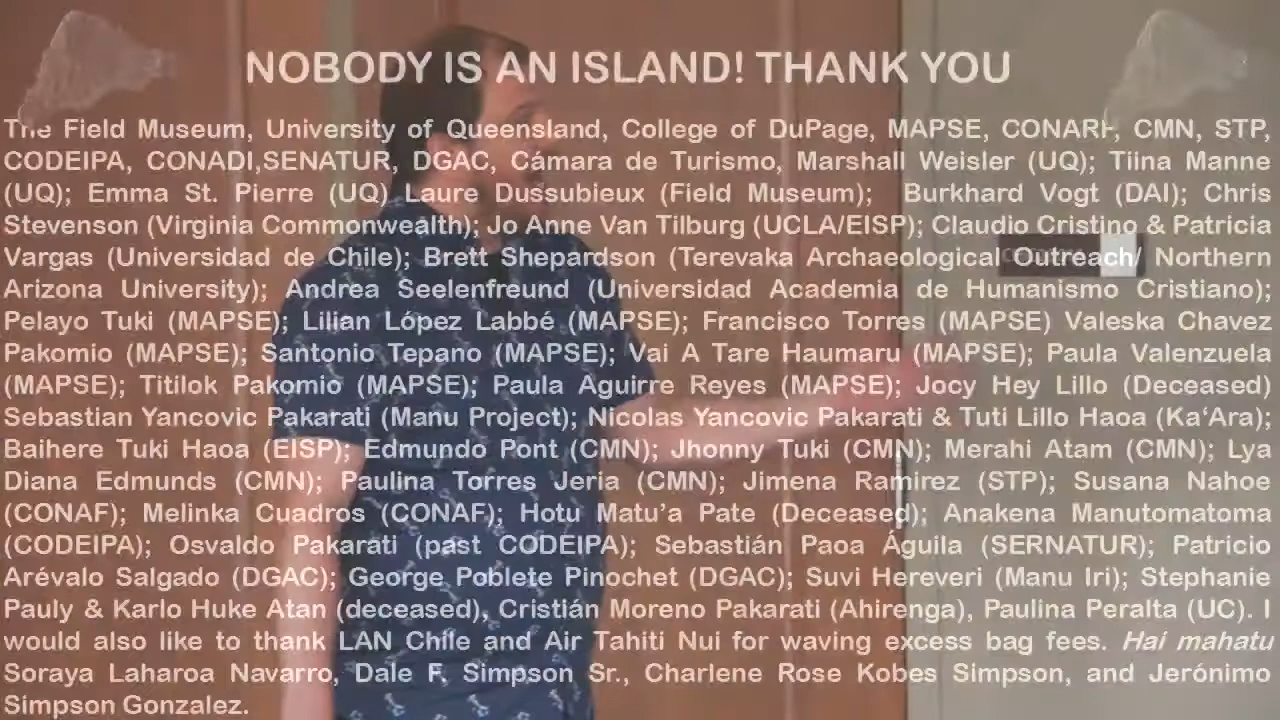 NOBODY IS AN ISLAND! THANK YOU
The Field Museum, University of Queensland, College of DuPage, MAPSE, CONARF, CMN, STP,
CODEIPA, CONADI,SENATUR, DGAC, Cámara de Turismo, Marshall Weisler (UQ); Tiina Manne
(UQ); Emma St. Pierre (UQ) Laure Dussubieux (Field Museum); Burkhard Vogt (DAI); Chris
Stevenson (Virginia Commonwealth); Jo Anne Van Tilburg (UCLA/EISP); Claudio Cristino & Patricia
Vargas (Universidad de Chile); Brett Shepardson (Terevaka Archaeological Outreach/ Northern
Arizona University); Andrea Seelenfreund (Universidad Academia de Humanismo Cristiano);
Pelayo Tuki (MAPSE); Lilian López Labbé (MAPSE); Francisco Torres (MAPSE) Valeska Chavez
Pakomio (MAPSE); Santonio Tepano (MAPSE); Vai A Tare Haumaru (MAPSE); Paula Valenzuela
(MAPSE); Titilok Pakomio (MAPSE); Paula Aguirre Reyes (MAPSE); Jocy Hey Lillo (Deceased)
Sebastian Yancovic Pakarati (Manu Project); Nicolas Yancovic Pakarati & Tuti Lillo Haoa (Ka‘Ara);
Baihere Tuki Haoa (EISP); Edmundo Pont (CMN); Jhonny Tuki (CMN); Merahi Atam (CMN); Lya
Diana Edmunds (CMN); Paulina Torres Jeria (CMN); Jimena Ramirez (STP); Susana Nahoe
(CONAF); Melinka Cuadros (CONAF); Hotu Matu’a Pate (Deceased); Anakena Manutomatoma
(CODEIPA); Osvaldo Pakarati (past CODEIPA); Sebastián Paoa Águila (SERNATUR); Patricio
Arévalo Salgado (DGAC); George Poblete Pinochet (DGAC); Suvi Hereveri (Manu Iri); Stephanie
Pauly & Karlo Huke Atan (deceased), Cristián Moreno Pakarati (Ahirenga), Paulina Peralta (UC). I
would also like to thank LAN Chile and Air Tahiti Nui for waving excess bag fees. Hai mahatu
Soraya Laharoa Navarro, Dale F. Simpson Sr., Charlene Rose Kobes Simpson, and Jerónimo
Simpson Gonzalez.